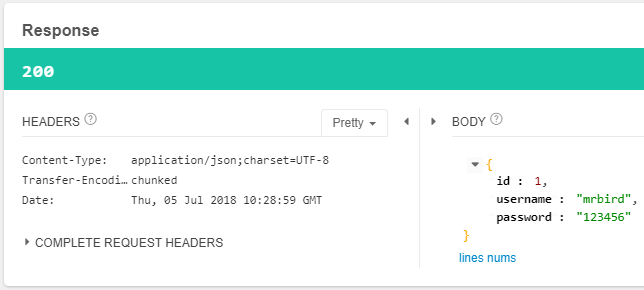 Response
200
HEADERS ?
Pretty
BODY ?
Content-Type: application/json;charset=UTF-8
Transfer-Encodi… chunked
Date: Thu, 05 Jul 2018 10:28:59 GMT
COMPLETE REQUEST HEADERS
{
id : 1,
username : "mrbird",
password : "123456"
}
lines nums